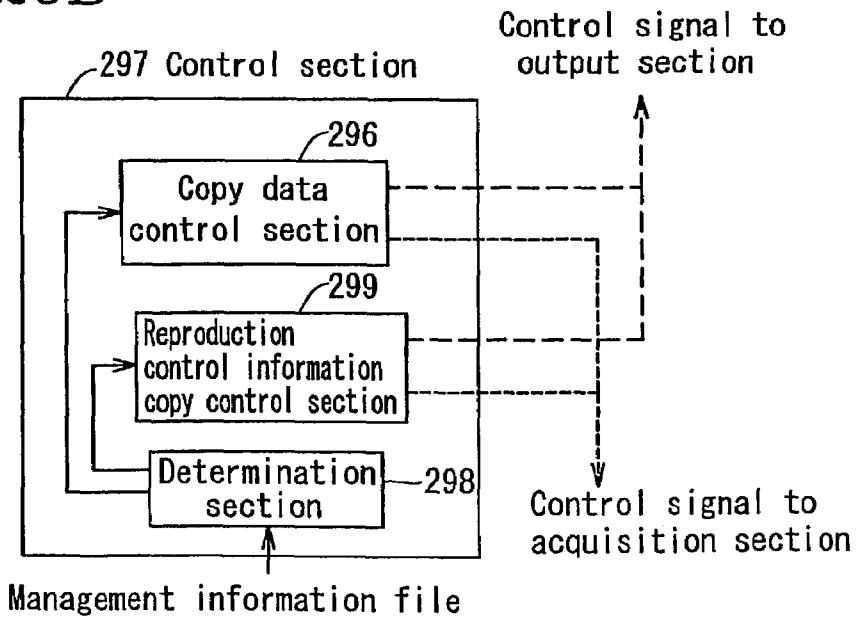 Control signal to
output section
297 Control section
296
Copy data
control section
299
Reproduction
control information
copy control section
Determination
section
298
Control signal to
acquisition section
Management information file